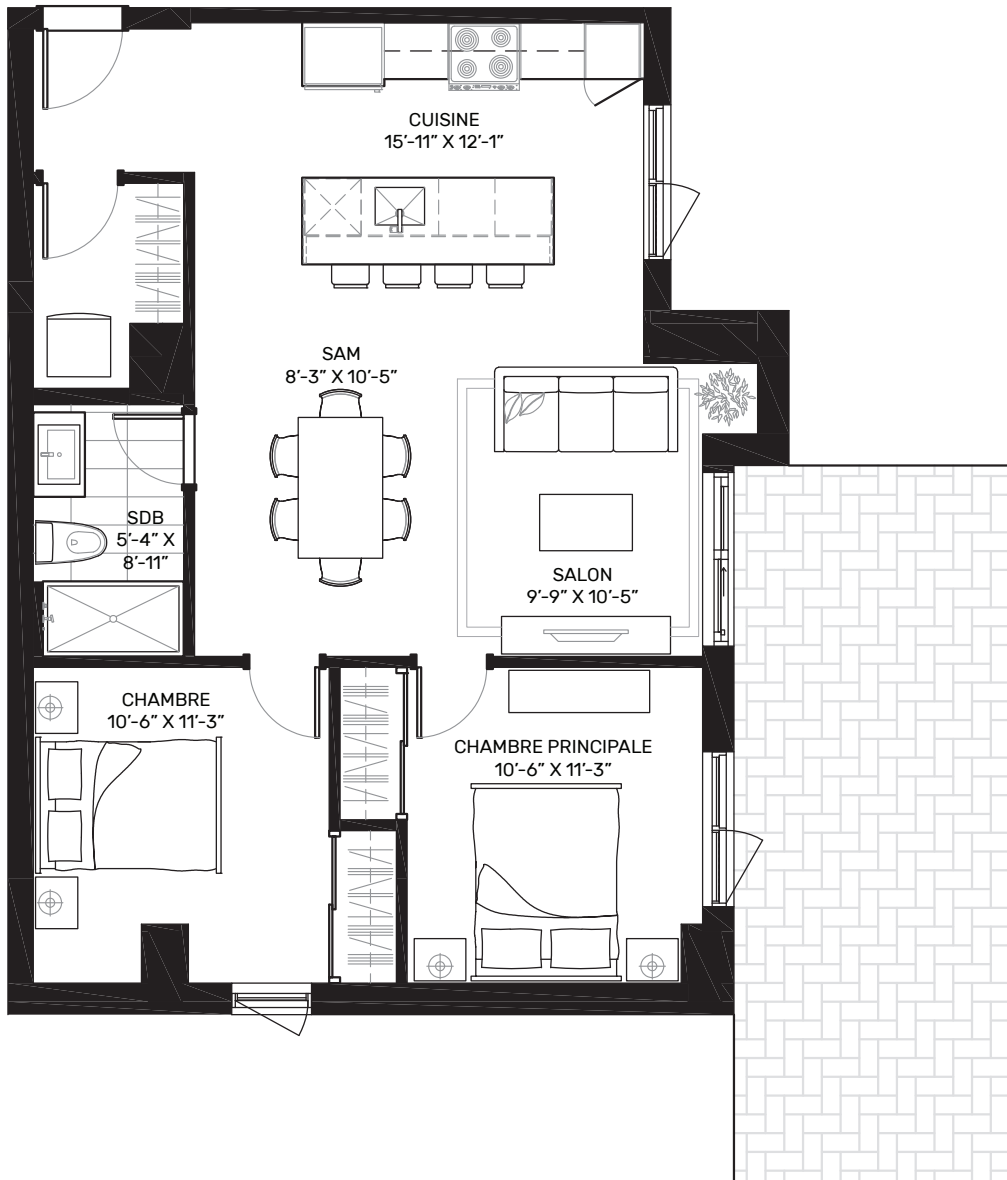 CUISINE
15'-11" X 12'-1"
SAM
8'-3" X 10'-5"
SDB
5'-4" X
8'-11"
SALON
9'-9" X 10'-5"
CHAMBRE
10'-6" X 11'-3"
CHAMBRE PRINCIPALE
10'-6" X 11'-3"